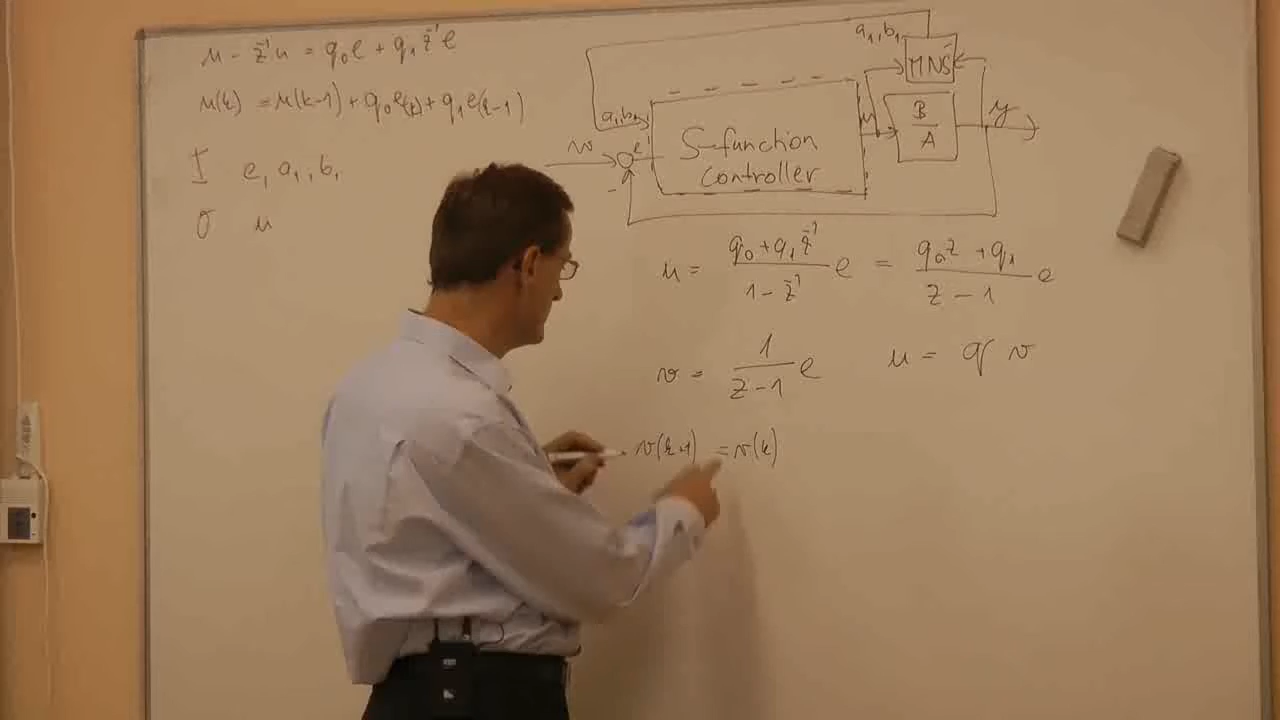 u - z⁻¹u = q₀e + q₁z⁻¹e
u(k) = u(k-1) + q₀e(k) + q₁e(k-1)
I e, a₁, b₁
O u
a₁, b₁
MNŠ
a₁, b₁
w
e
-
S-function
controller
u
B
A
y
u = (q₀ + q₁z⁻¹)/(1 - z⁻¹) e = (q₀z + q₁)/(z - 1) e
v = 1/(z - 1) e u = q v
v(k+1) = v(k)